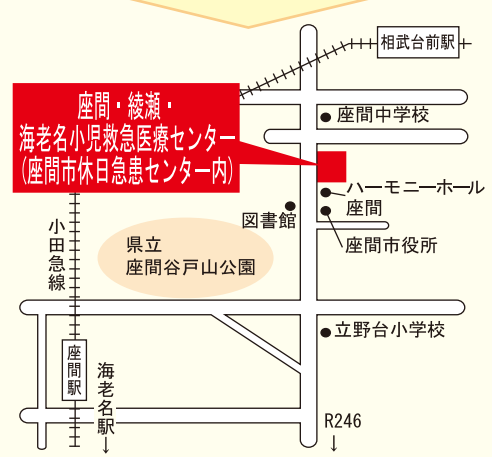 相武台前駅
座間・綾瀬・
海老名小児救急医療センター
(座間市休日急患センター内)
座間中学校
ハーモニーホール
座間
図書館
座間市役所
小田急線
県立
座間谷戸山公園
立野台小学校
座間駅
海老名駅
↓
R246
↓